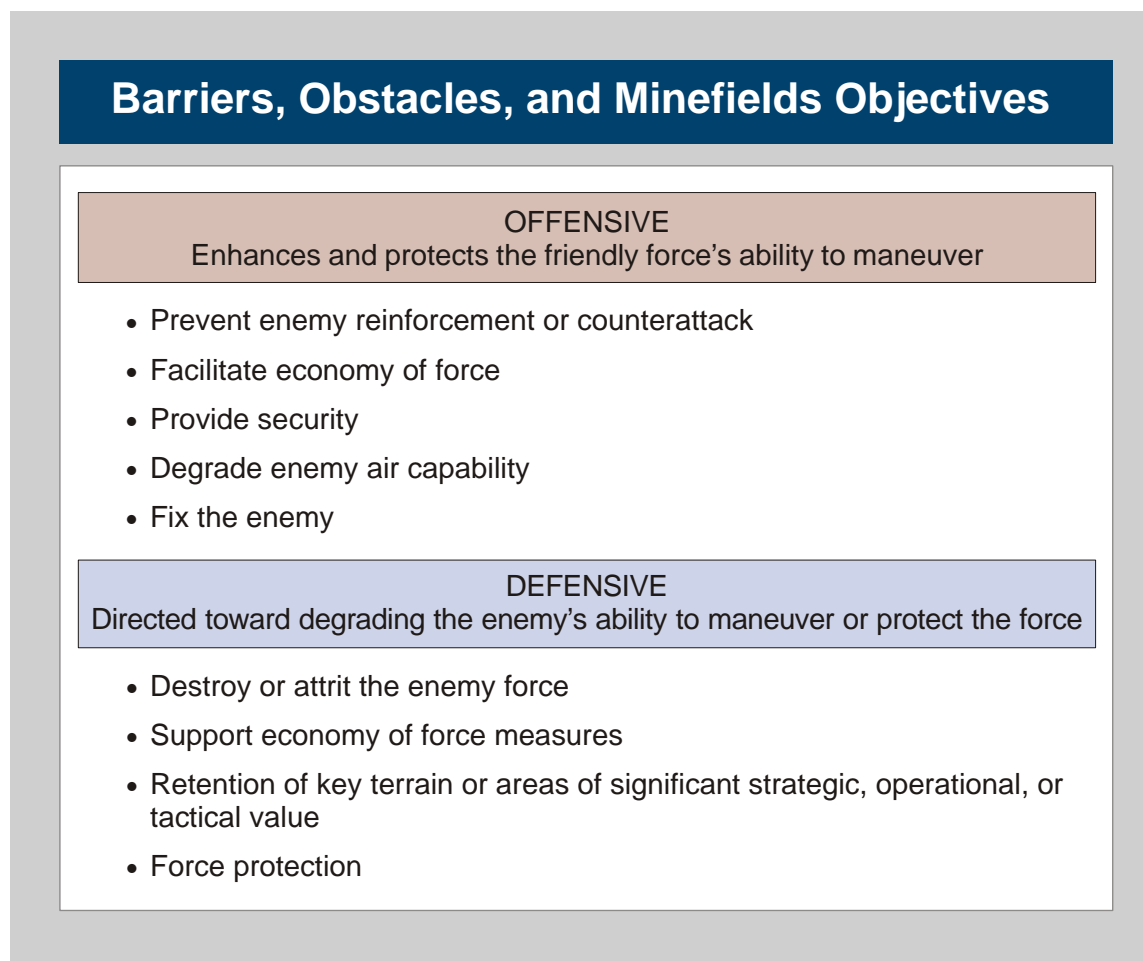 Barriers, Obstacles, and Minefields Objectives
OFFENSIVE
Enhances and protects the friendly force's ability to maneuver
• Prevent enemy reinforcement or counterattack
• Facilitate economy of force
• Provide security
• Degrade enemy air capability
• Fix the enemy
DEFENSIVE
Directed toward degrading the enemy's ability to maneuver or protect the force
• Destroy or attrit the enemy force
• Support economy of force measures
• Retention of key terrain or areas of significant strategic, operational, or
tactical value
• Force protection